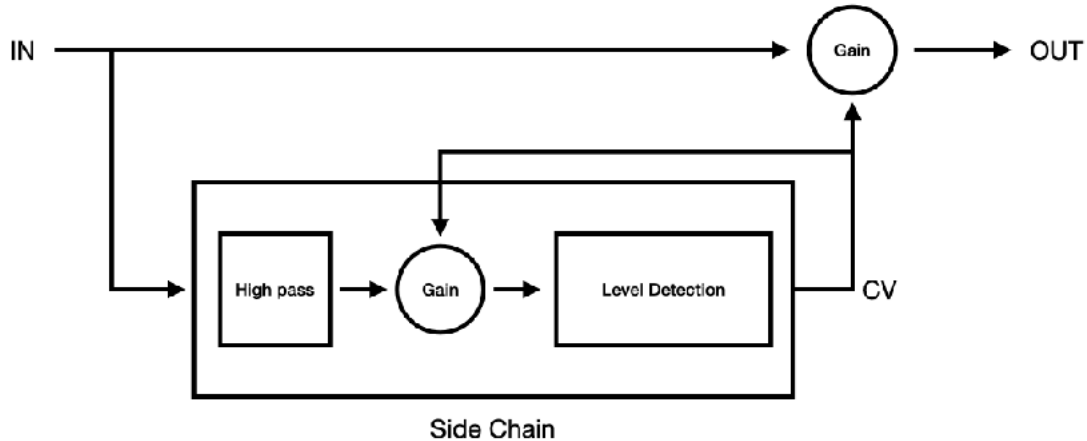 IN
Gain
OUT
High pass
Gain
Level Detection
CV
Side Chain